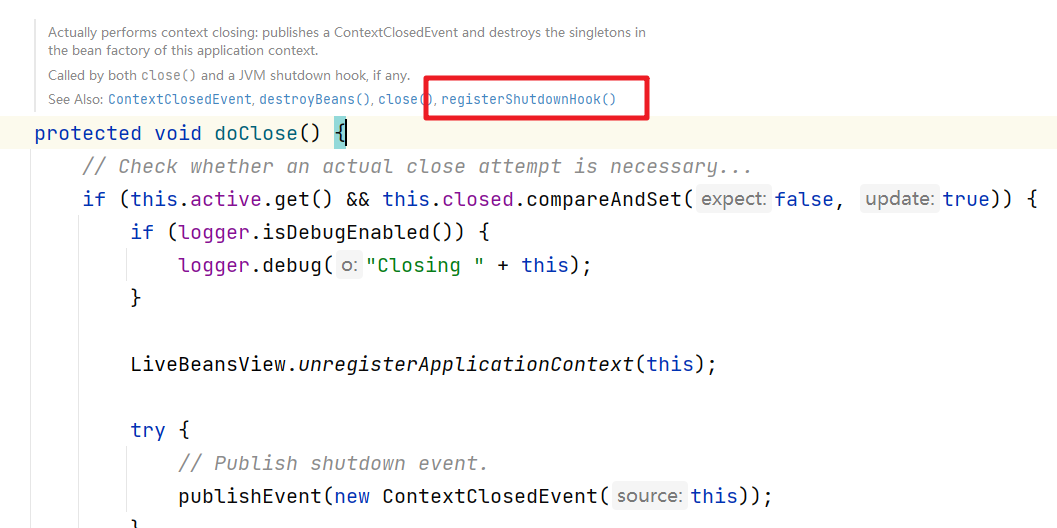 Actually performs context closing: publishes a ContextClosedEvent and destroys the singletons in
the bean factory of this application context.
Called by both close() and a JVM shutdown hook, if any.
See Also: ContextClosedEvent, destroyBeans(), close(), registerShutdownHook()
protected void doClose() {
// Check whether an actual close attempt is necessary...
if (this.active.get() && this.closed.compareAndSet( expect: false, update: true)) {
if (logger.isDebugEnabled()) {
logger.debug( o: "Closing " + this);
}
LiveBeansView.unregisterApplicationContext(this);
try {
// Publish shutdown event.
publishEvent(new ContextClosedEvent( source: this));
}